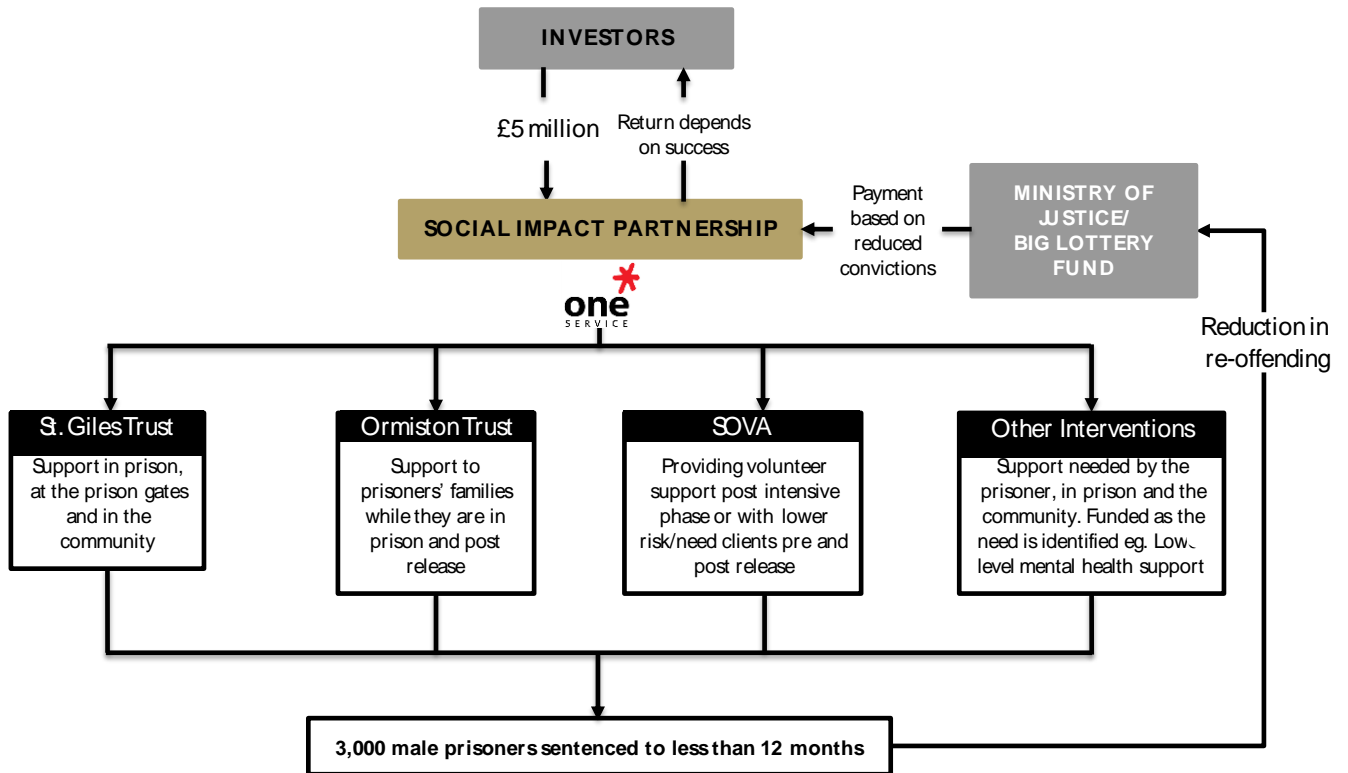 INVESTORS
£5 million
Return depends
on success
SOCIAL IMPACT PARTNERSHIP
Payment
based on
reduced
convictions
MINISTRY OF
JUSTICE/
BIG LOTTERY
FUND
one
SERVICE
Reduction in
re-offending
St. Giles Trust
Support in prison,
at the prison gates
and in the
community
Ormiston Trust
Support to
prisoners' families
while they are in
prison and post
release
SOVA
Providing volunteer
support post intensive
phase or with lower
risk/need clients pre and
post release
Other Interventions
Support needed by the
prisoner, in prison and the
community. Funded as the
need is identified eg. Low
level mental health support
3,000 male prisoners sentenced to less than 12 months